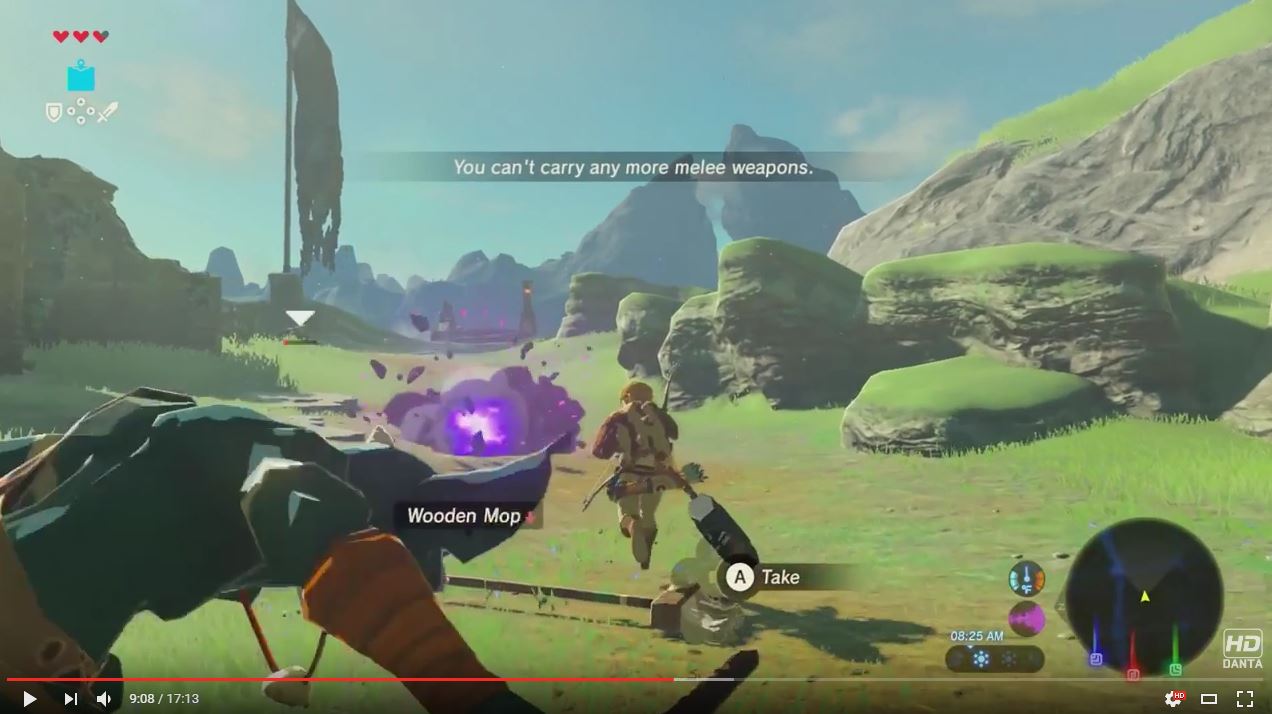 You can't carry any more melee weapons.
Wooden Mop
A Take
°F
08:25 AM
HD
DANTA
9:08 / 17:13
HD